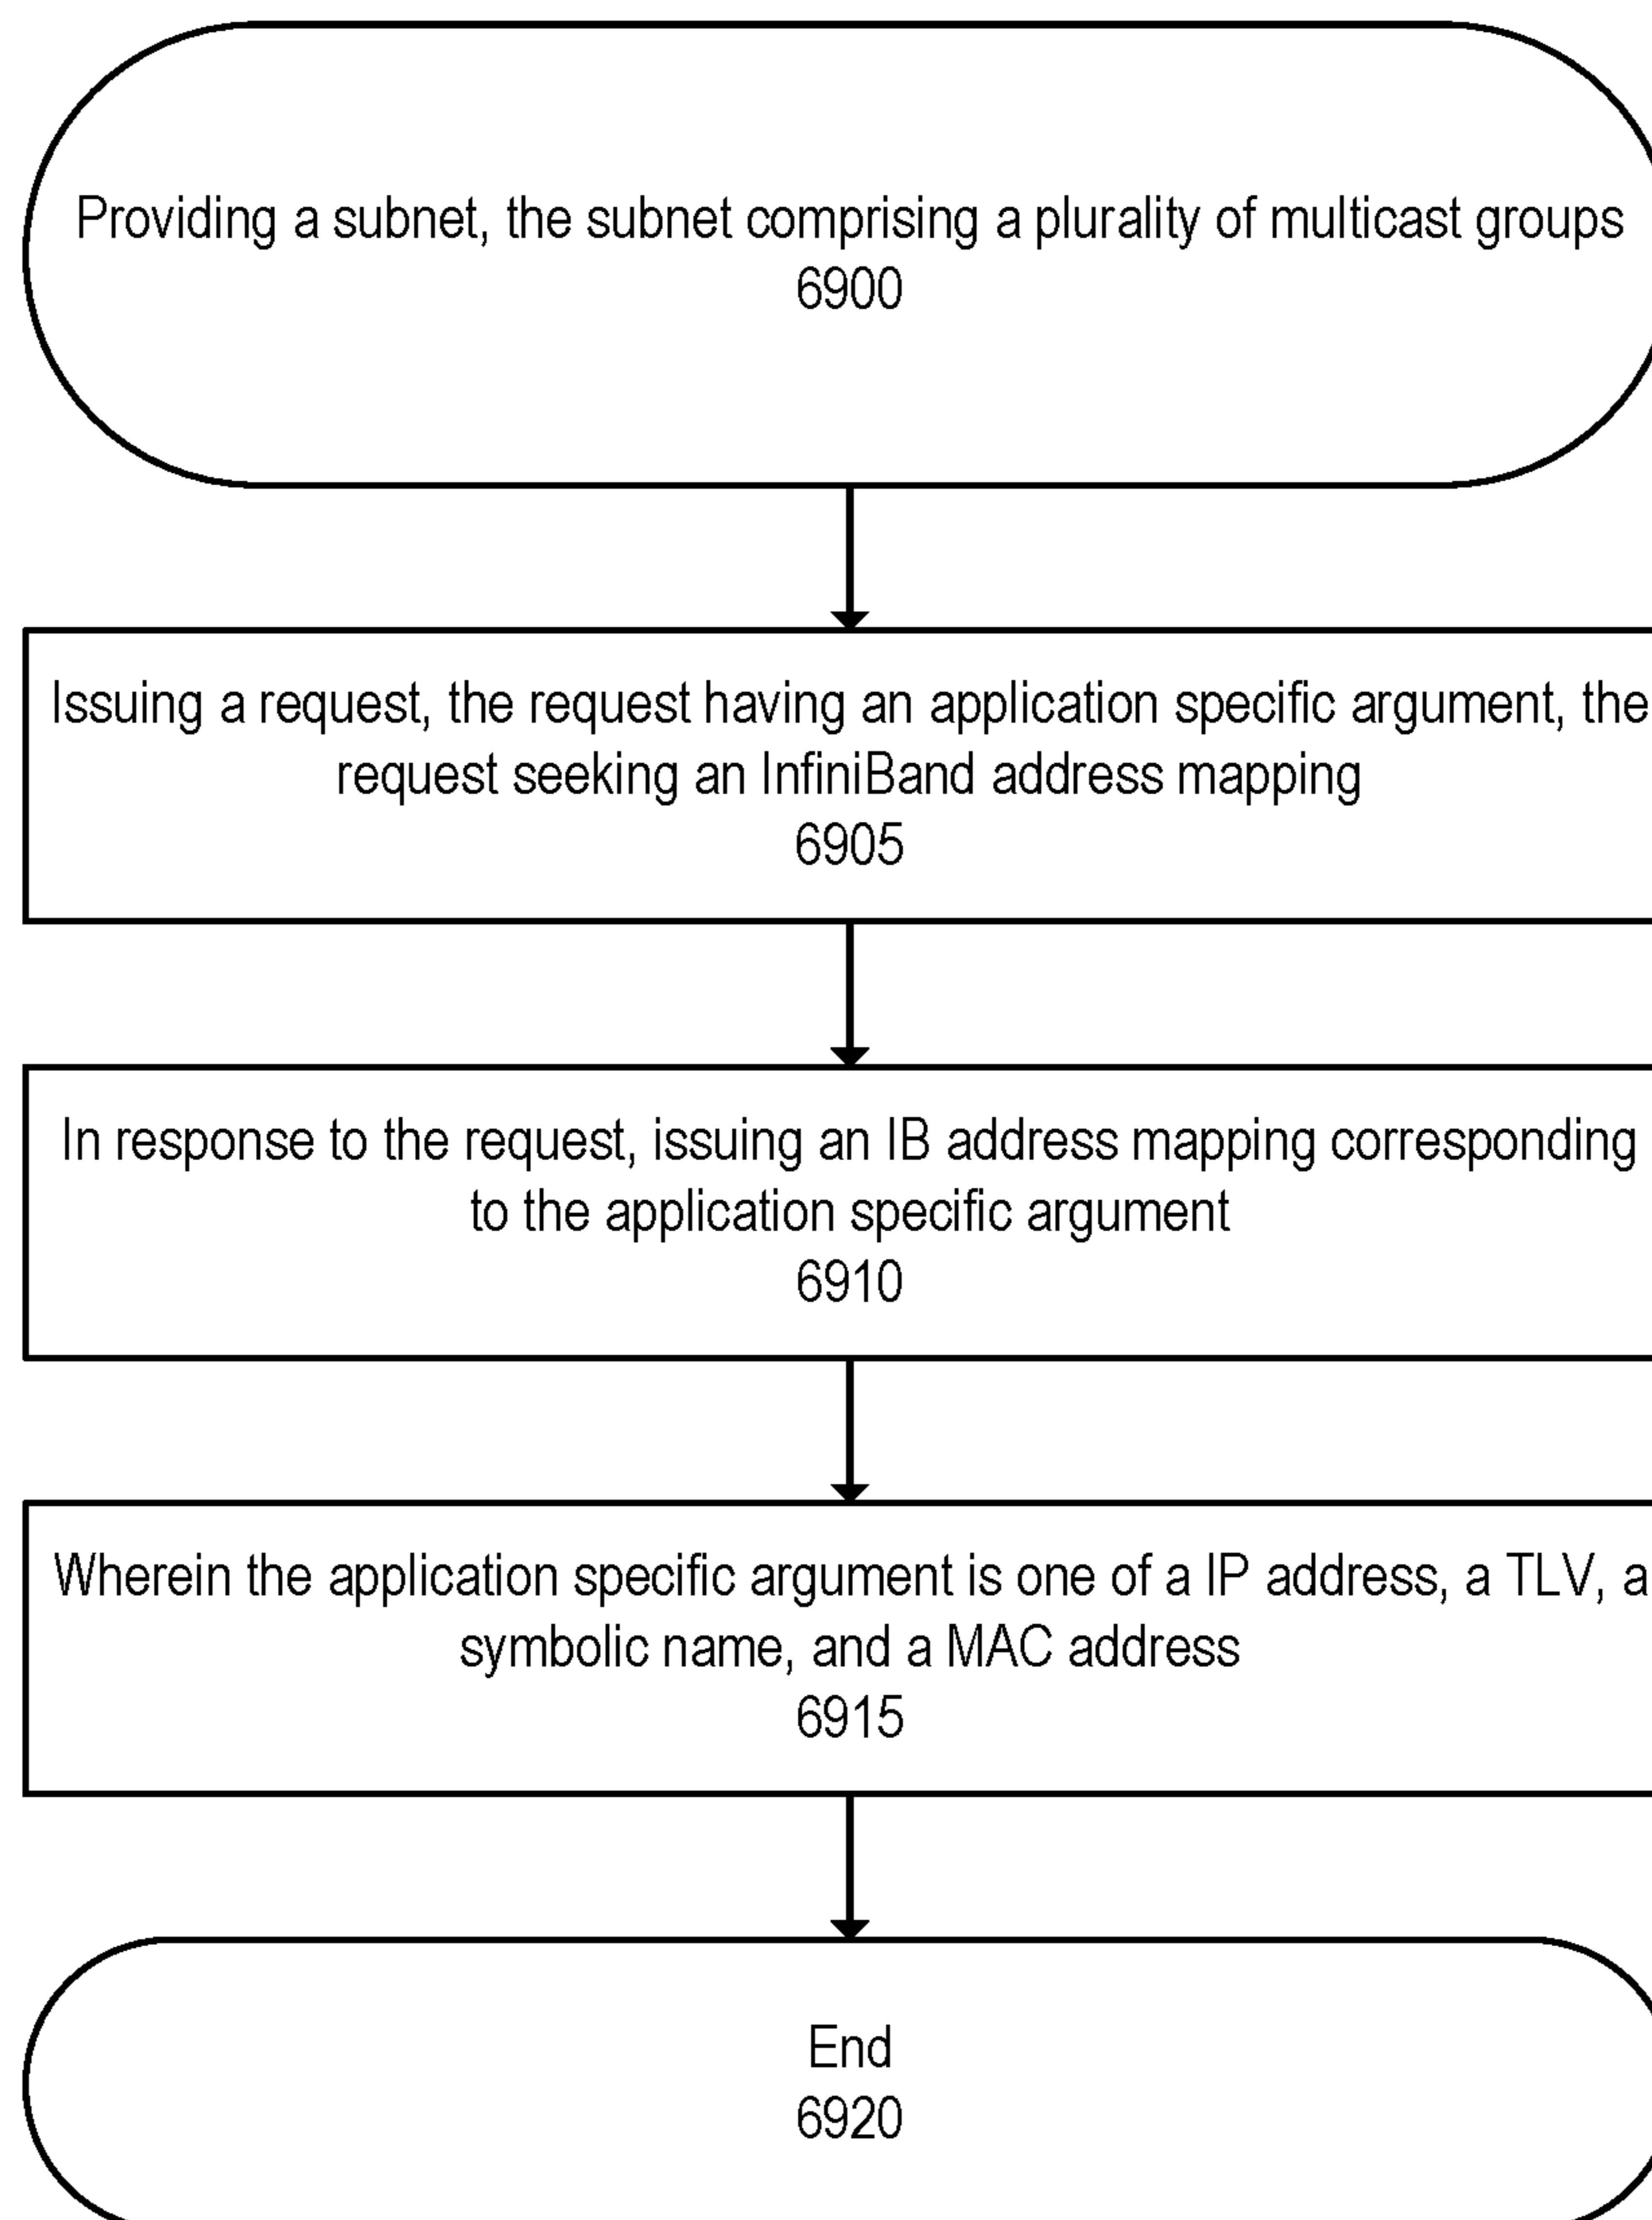 Providing a subnet, the subnet comprising a plurality of multicast groups
6900
Issuing a request, the request having an application specific argument, the
request seeking an InfiniBand address mapping
6905
In response to the request, issuing an IB address mapping corresponding
to the application specific argument
6910
Wherein the application specific argument is one of a IP address, a TLV, a
symbolic name, and a MAC address
6915
End
6920